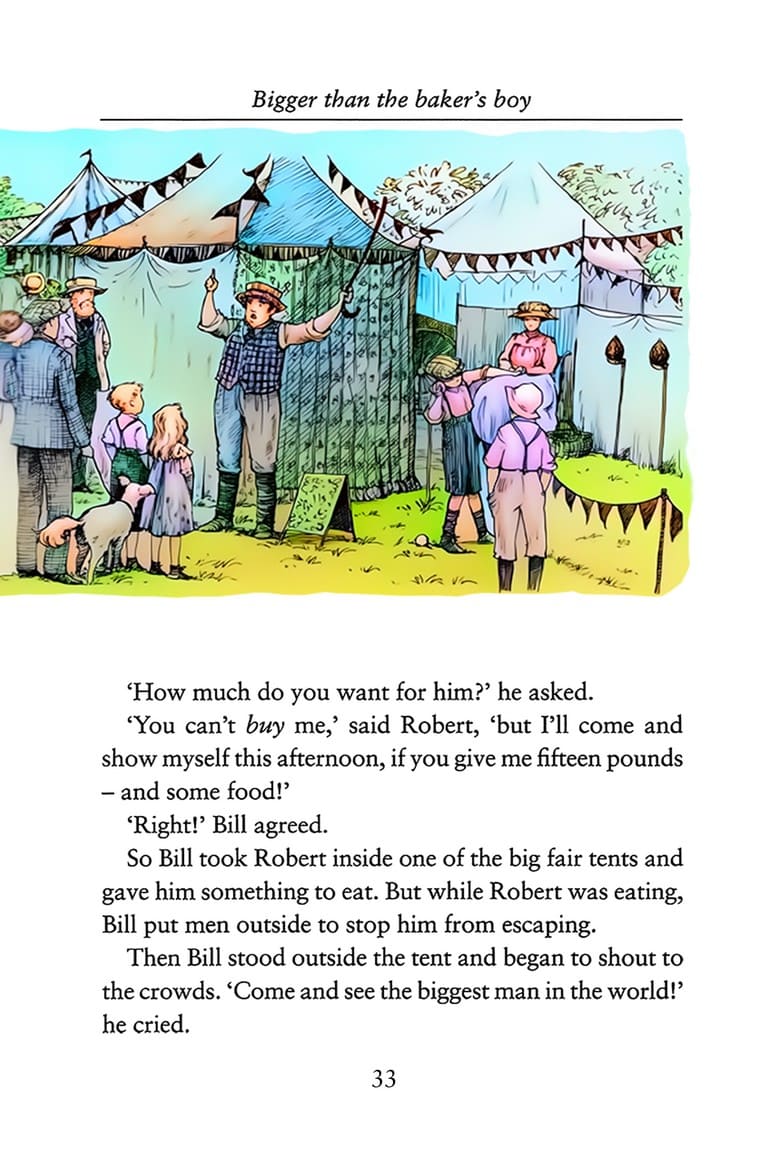 Bigger than the baker's boy
‘How much do you want for him?’ he asked.
‘You can’t buy me,’ said Robert, ‘but I’ll come and
show myself this afternoon, if you give me fifteen pounds
– and some food!’
‘Right!’ Bill agreed.
So Bill took Robert inside one of the big fair tents and
gave him something to eat. But while Robert was eating,
Bill put men outside to stop him from escaping.
Then Bill stood outside the tent and began to shout to
the crowds. ‘Come and see the biggest man in the world!’
he cried.
33